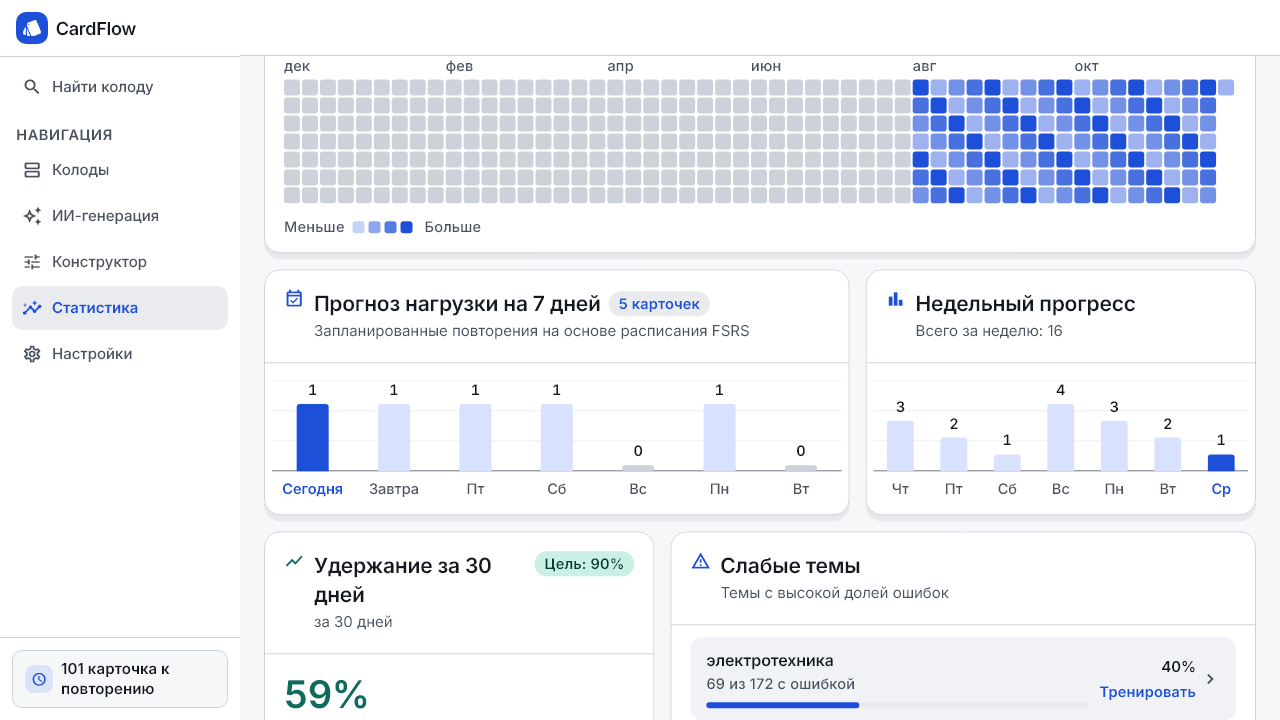 CardFlow
Найти колоду
НАВИГАЦИЯ
Колоды
ИИ-генерация
Конструктор
Статистика
Настройки
101 карточка к
повторению
дек фев апр июн авг окт
Меньше Больше
Прогноз нагрузки на 7 дней 5 карточек
Запланированные повторения на основе расписания FSRS
1 1 1 1 0 1 0
Сегодня Завтра Пт Сб Вс Пн Вт
Недельный прогресс
Всего за неделю: 16
3 2 1 4 3 2 1
Чт Пт Сб Вс Пн Вт Ср
Удержание за 30 Цель: 90%
дней
за 30 дней
59%
Слабые темы
Темы с высокой долей ошибок
электротехника
40%
69 из 172 с ошибкой
Тренировать